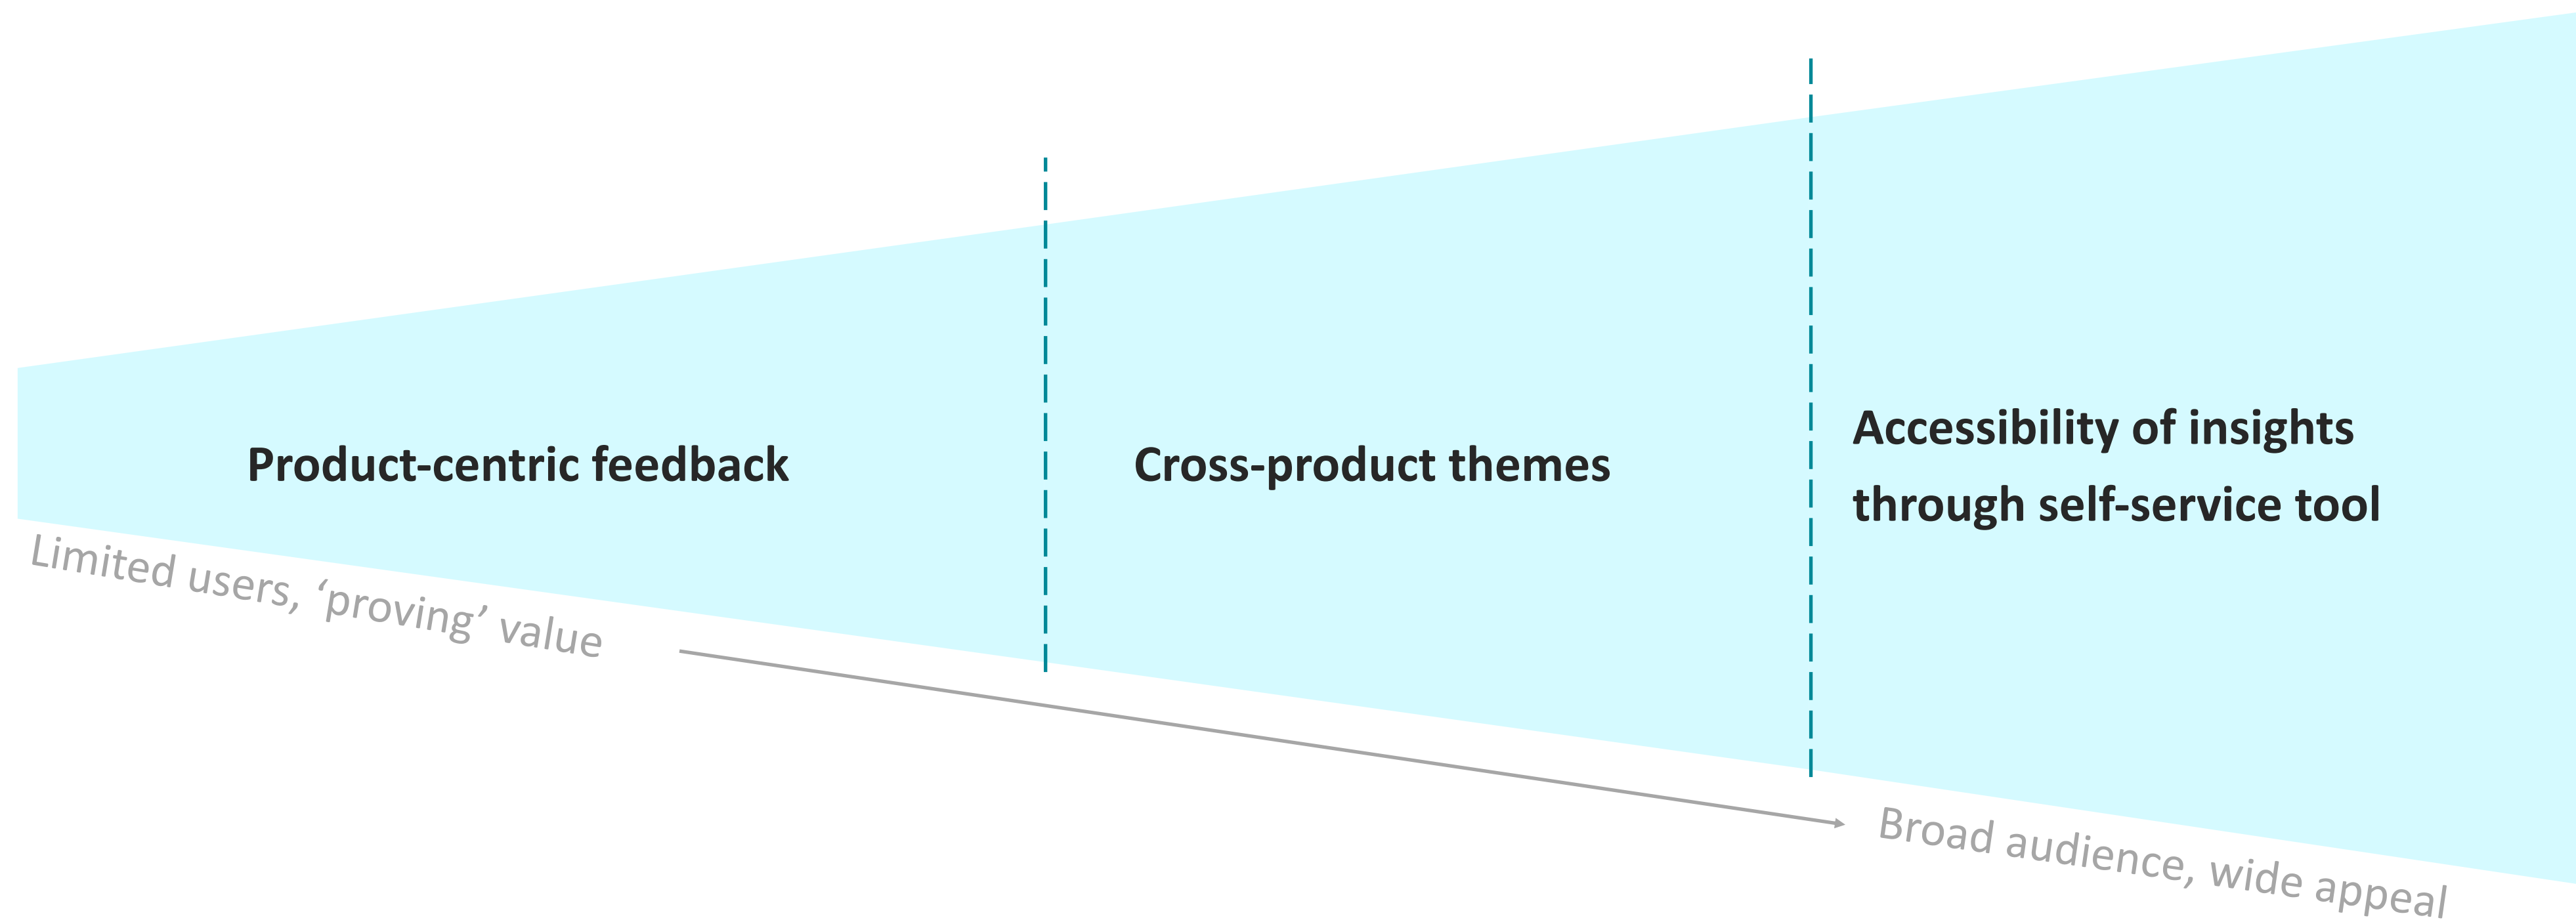 Product-centric feedback
Cross-product themes
Accessibility of insights
through self-service tool
Limited users, ‘proving’ value
Broad audience, wide appeal